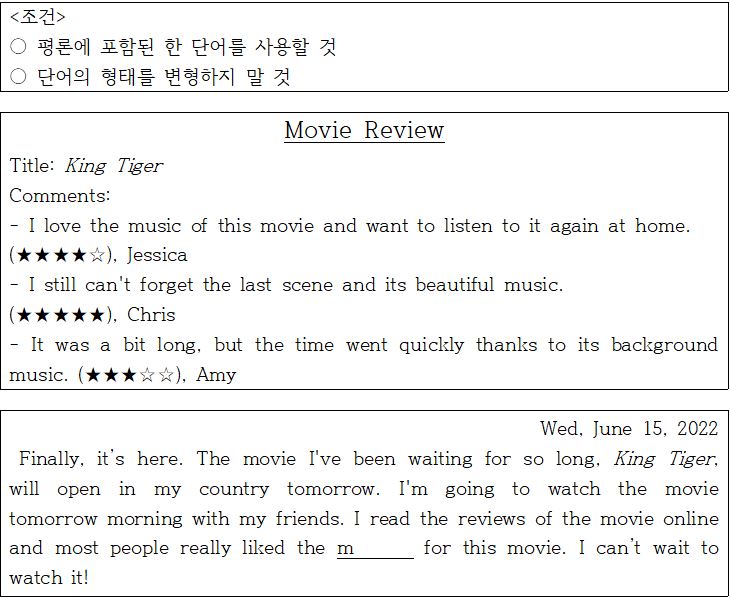 <조건>
○ 평론에 포함된 한 단어를 사용할 것
○ 단어의 형태를 변형하지 말 것
Movie Review
Title: King Tiger
Comments:
- I love the music of this movie and want to listen to it again at home.
(★★★★☆), Jessica
- I still can't forget the last scene and its beautiful music.
(★★★★★), Chris
- It was a bit long, but the time went quickly thanks to its background
music. (★★★☆☆), Amy
Wed, June 15, 2022
Finally, it's here. The movie I've been waiting for so long, King Tiger,
will open in my country tomorrow. I'm going to watch the movie
tomorrow morning with my friends. I read the reviews of the movie online
and most people really liked the m______ for this movie. I can't wait to
watch it!